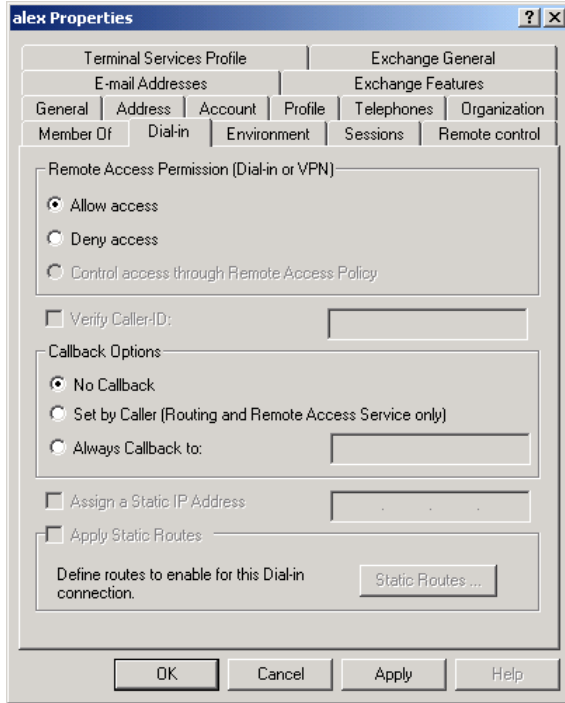 alex Properties
Terminal Services Profile Exchange General
E-mail Addresses Exchange Features
General Address Account Profile Telephones Organization
Member Of Dial-in Environment Sessions Remote control
Remote Access Permission (Dial-in or VPN)
Allow access
Deny access
Control access through Remote Access Policy
Verify Caller-ID:
Callback Options
No Callback
Set by Caller (Routing and Remote Access Service only)
Always Callback to:
Assign a Static IP Address . . .
Apply Static Routes
Define routes to enable for this Dial-in
connection.
Static Routes ...
OK Cancel Apply Help